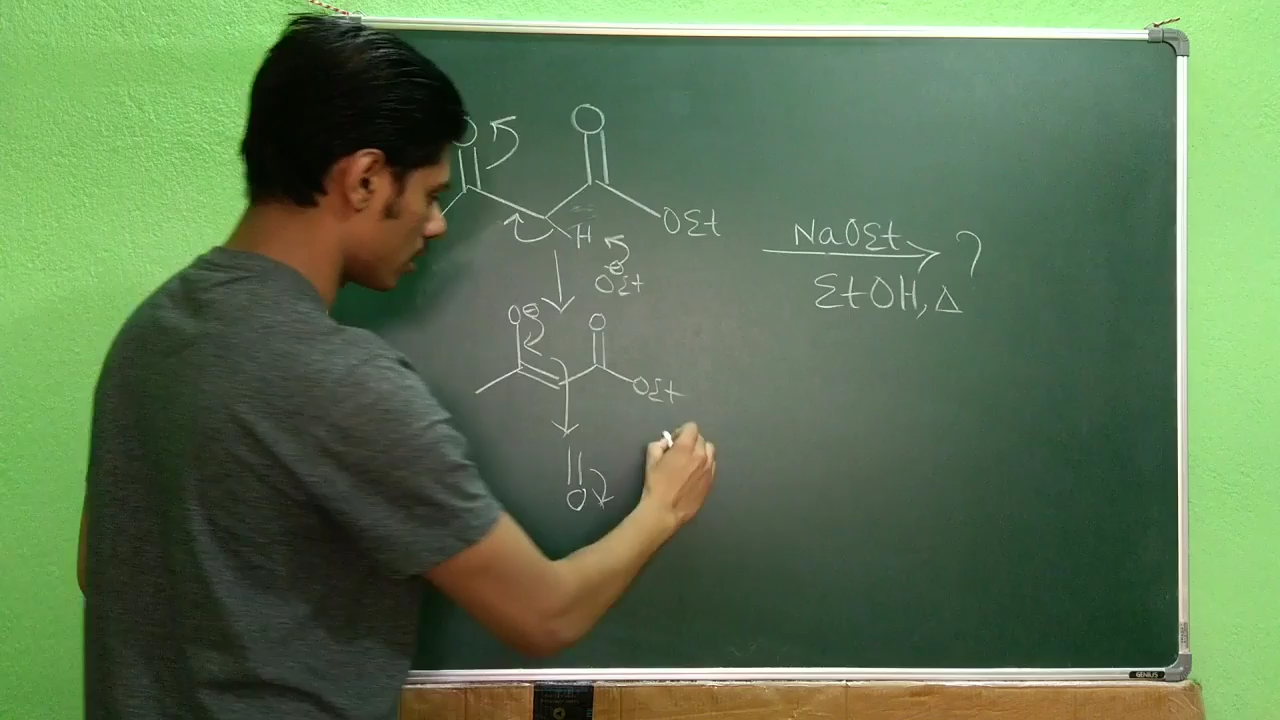 O O
OEt
H
NaOEt
?
⊖
OEt
EtOH, Δ
O⊖ O
OEt
O
GENIUS